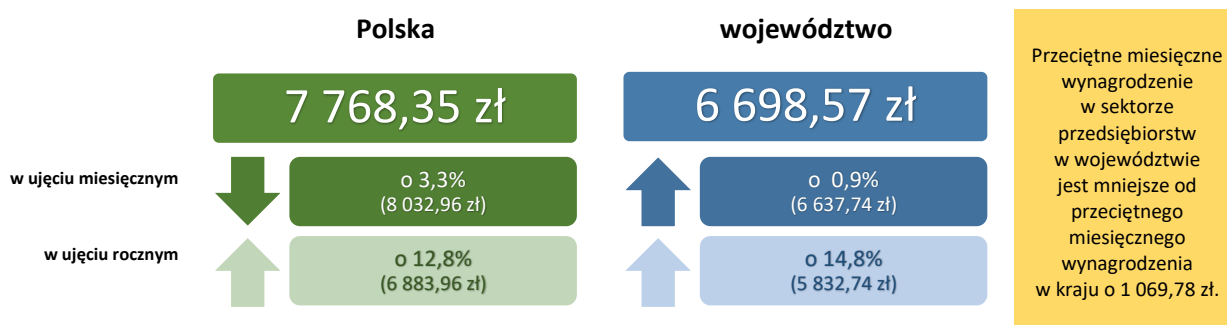 Polska
województwo
7 768,35 zł
6 698,57 zł
w ujęciu miesięcznym
o 3,3%
(8 032,96 zł)
o 0,9%
(6 637,74 zł)
w ujęciu rocznym
o 12,8%
(6 883,96 zł)
o 14,8%
(5 832,74 zł)
Przeciętne miesięczne
wynagrodzenie
w sektorze
przedsiębiorstw
w województwie
jest mniejsze od
przeciętnego
miesięcznego
wynagrodzenia
w kraju o 1 069,78 zł.